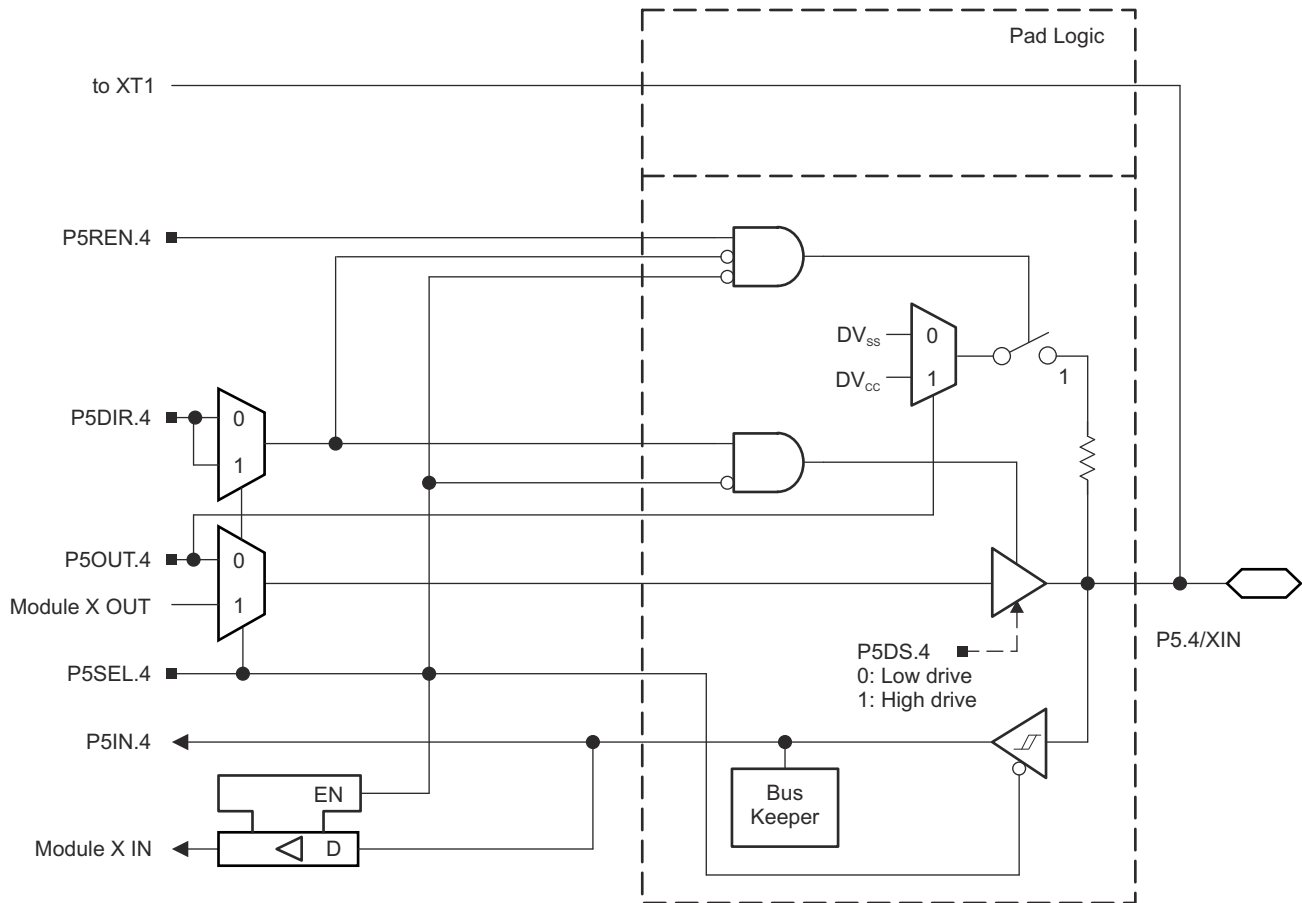 Pad Logic
to XT1
P5REN.4
DVSS
0
DVCC
1
1
P5DIR.4
0
1
P5OUT.4
0
Module X OUT
1
P5SEL.4
P5DS.4
0: Low drive
1: High drive
P5.4/XIN
P5IN.4
Bus
Keeper
EN
Module X IN
D